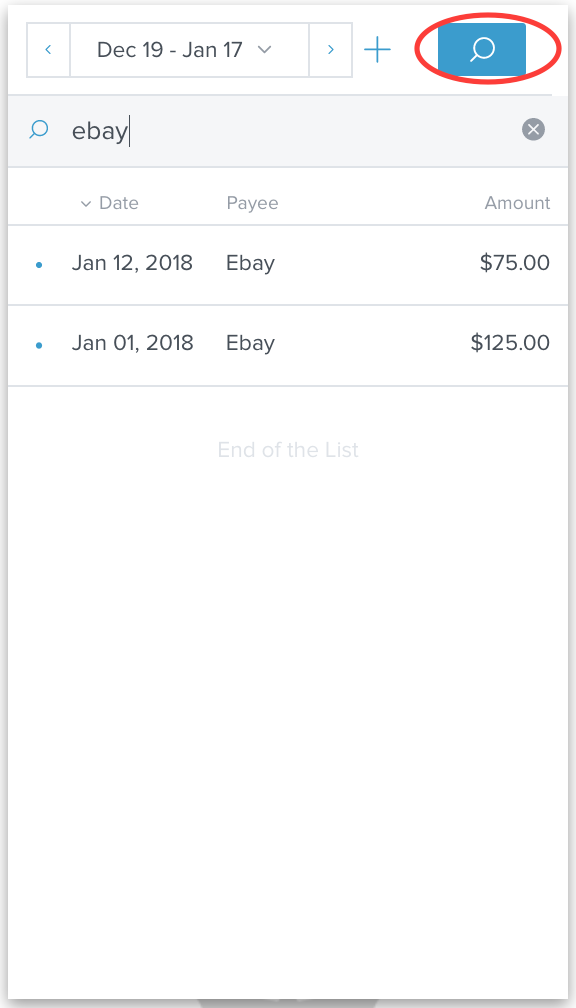 Dec 19 - Jan 17
ebay
Date Payee Amount
Jan 12, 2018 Ebay $75.00
Jan 01, 2018 Ebay $125.00
End of the List